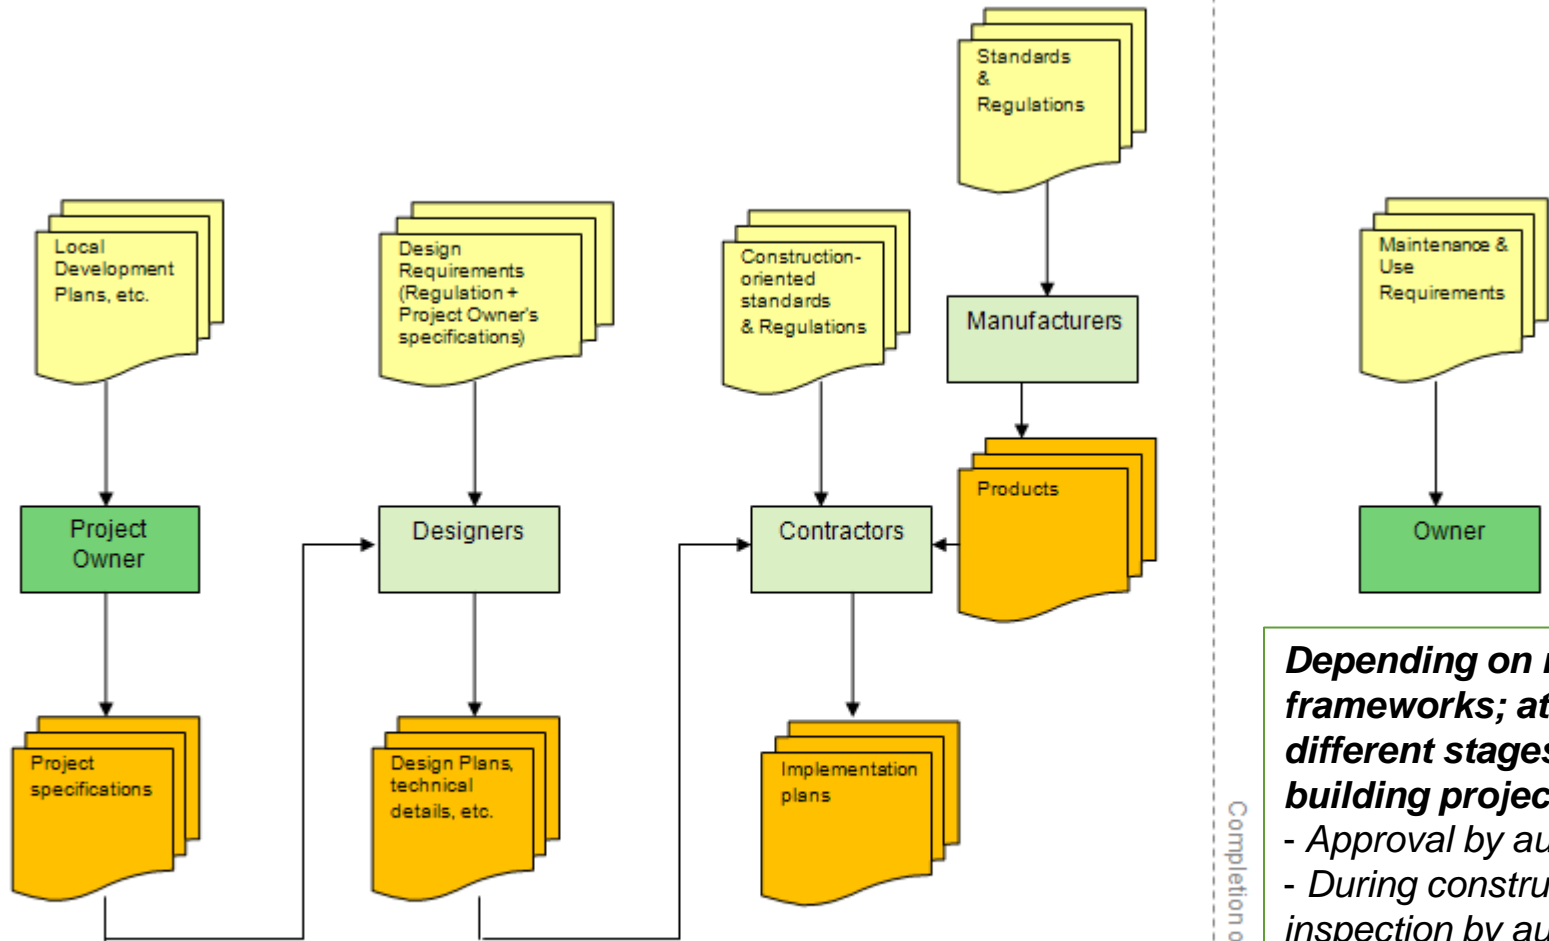 Standards
&
Regulations
Local
Development
Plans, etc.
Design
Requirements
(Regulation +
Project Owner's
specifications)
Construction-
oriented
standards
& Regulations
Maintenance &
Use
Requirements
Manufacturers
Products
Project
Owner
Designers
Contractors
Owner
Project
specifications
Design Plans,
technical
details, etc.
Implementation
plans
Completion
Depending on
frameworks; at
different stages
building projec
- Approval by au
- During constru
inspection by au